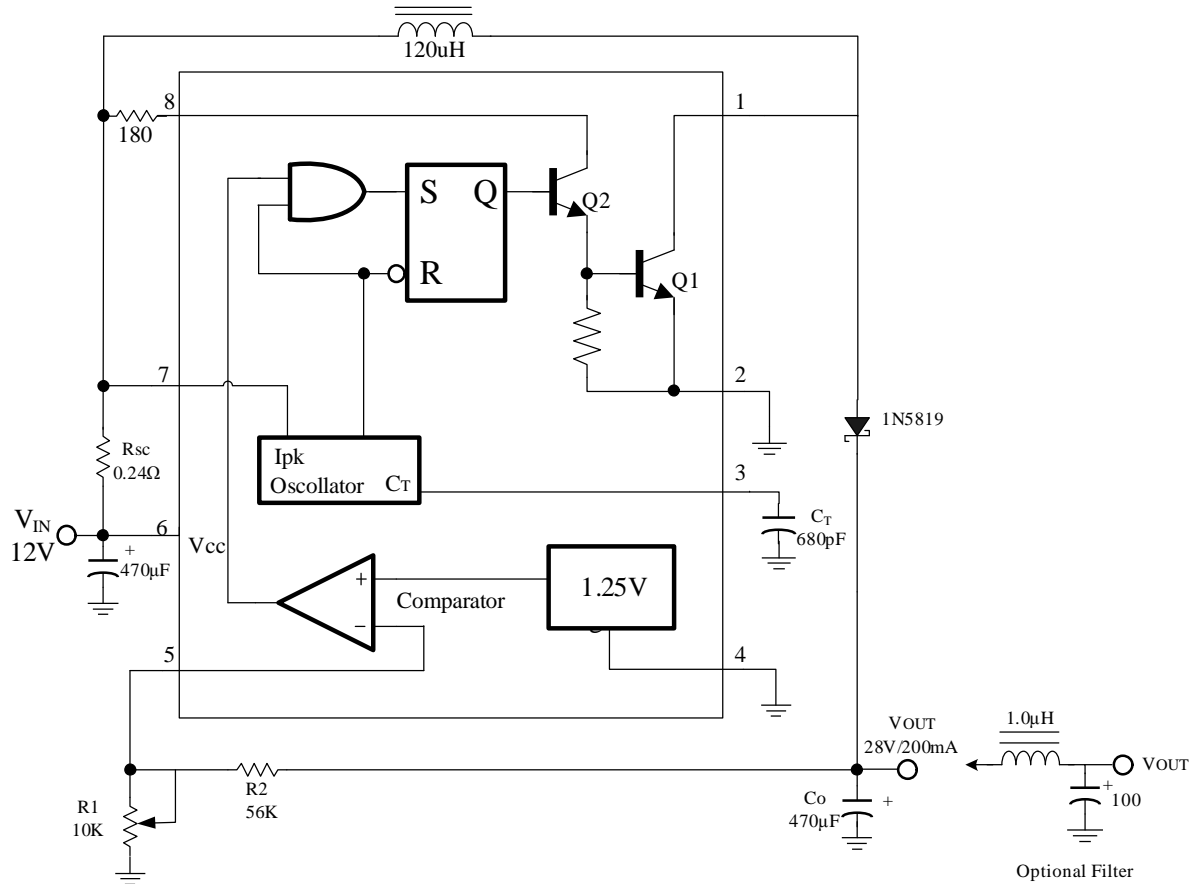 120uH
8
1
180
S Q
Q2
R
Q1
7
2
Rsc
0.24Ω
Ipk
Oscollator CT
3
VIN
12V
6
Vcc
CT
680pF
+
470µF
+
Comparator
1.25V
−
5
4
VOUT
28V/200mA
1.0µH
VOUT
R2
56K
R1
10K
Co
470µF
+
+
100
Optional Filter